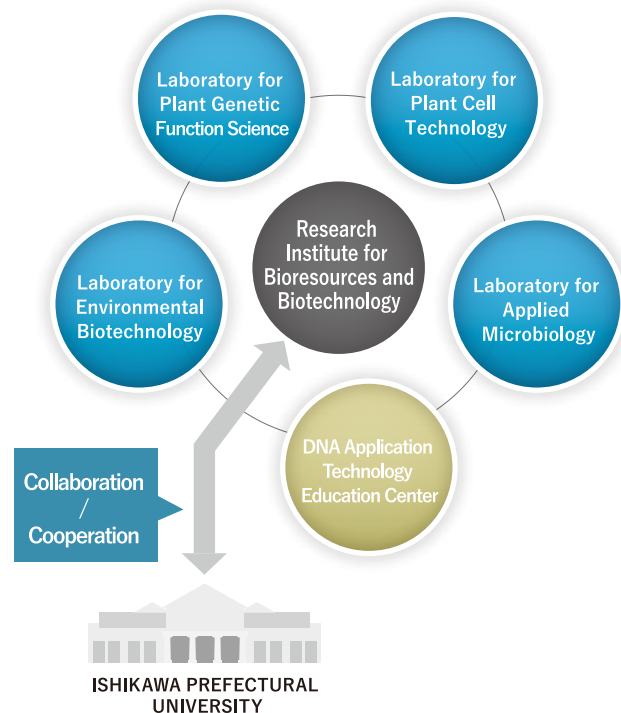 Laboratory for
Plant Genetic
Function Science
Laboratory for
Plant Cell
Technology
Research
Institute for
Bioresources and
Biotechnology
Laboratory for
Environmental
Biotechnology
Laboratory for
Applied
Microbiology
DNA Application
Technology
Education Center
Collaboration
/
Cooperation
ISHIKAWA PREFECTURAL
UNIVERSITY